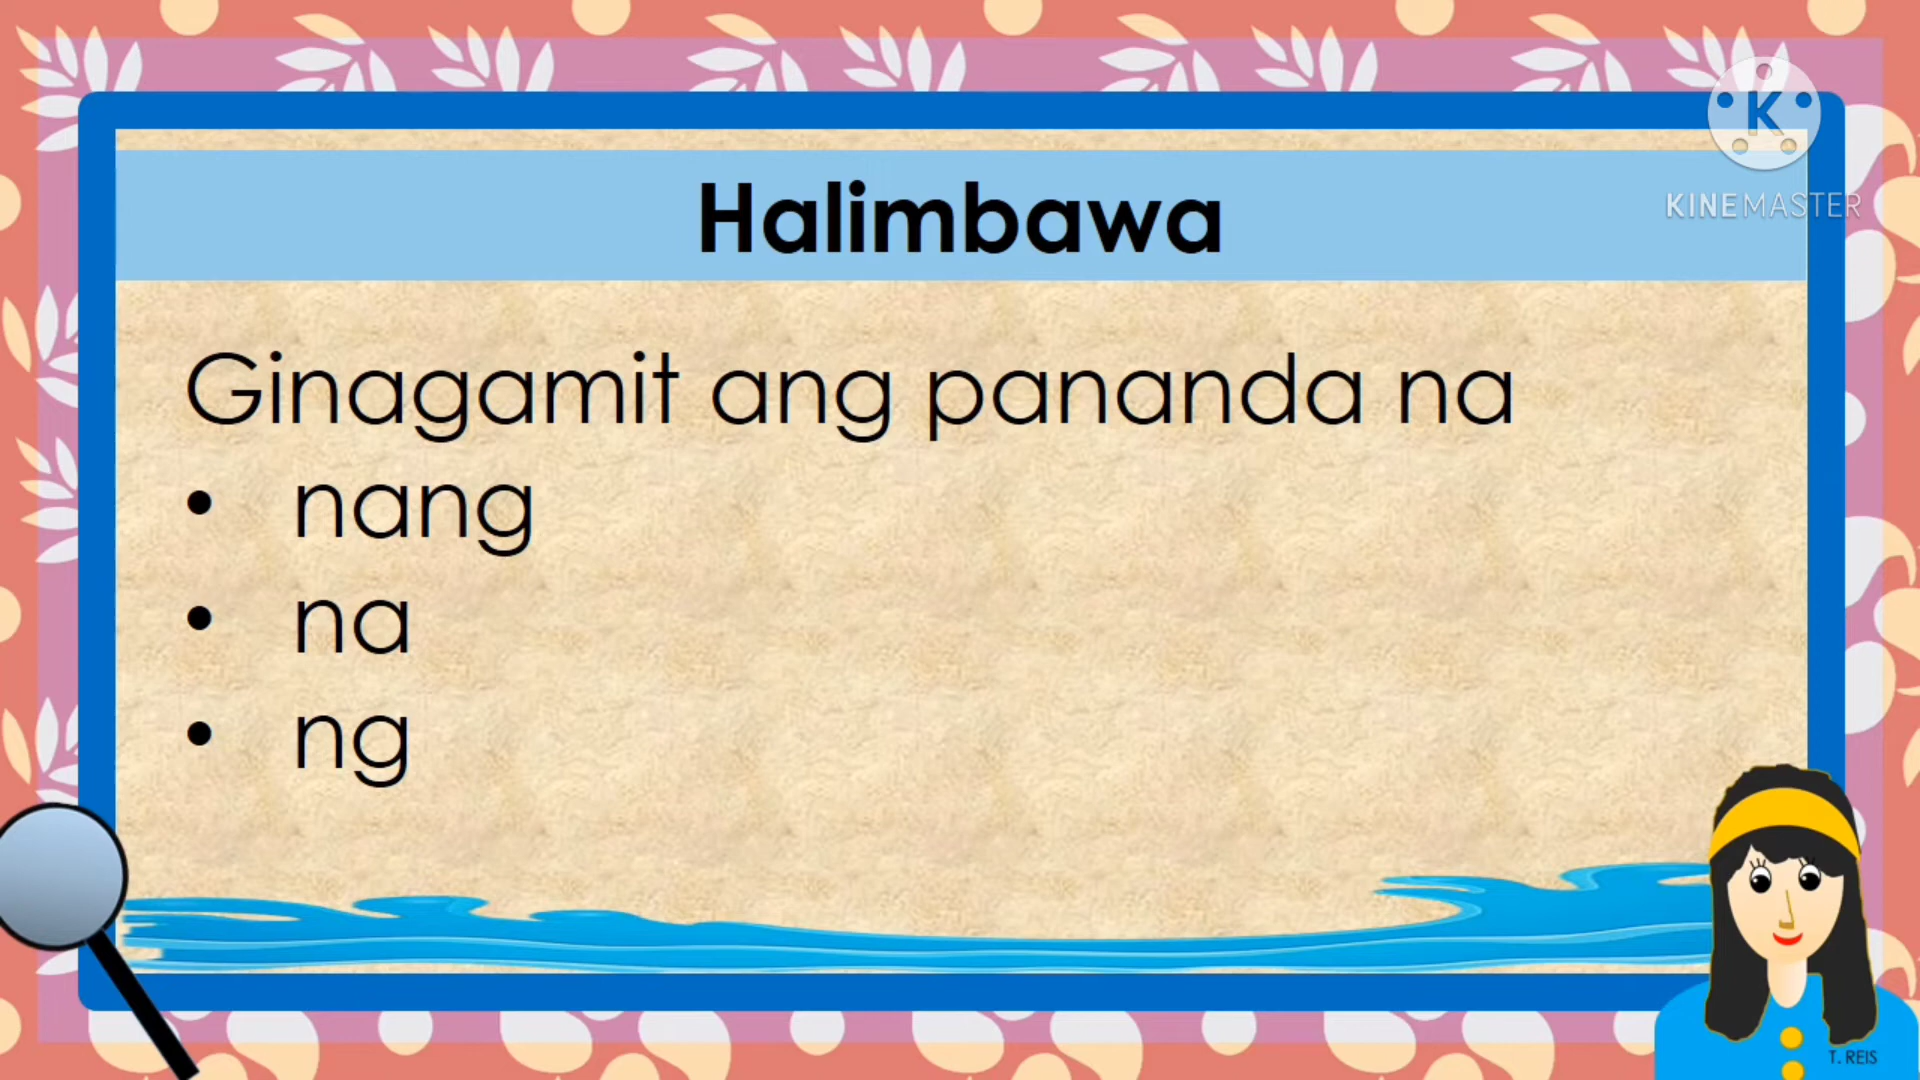 Halimbawa
K
KINEMASTER
Ginagamit ang pananda na
• nang
• na
• ng
T. REIS